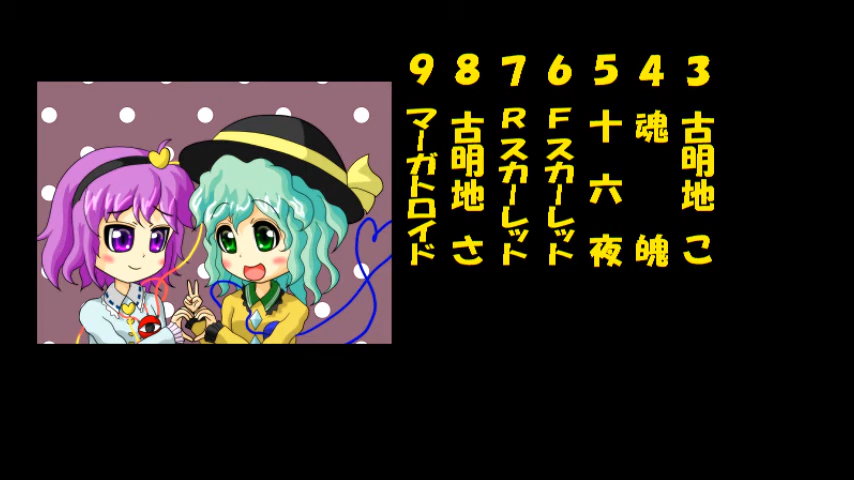 3 古明地 こ
4 魂 魄
5 十 六 夜
6 Fスカーレット
7 Rスカーレット
8 古明地 さ
9 マーガトロイド